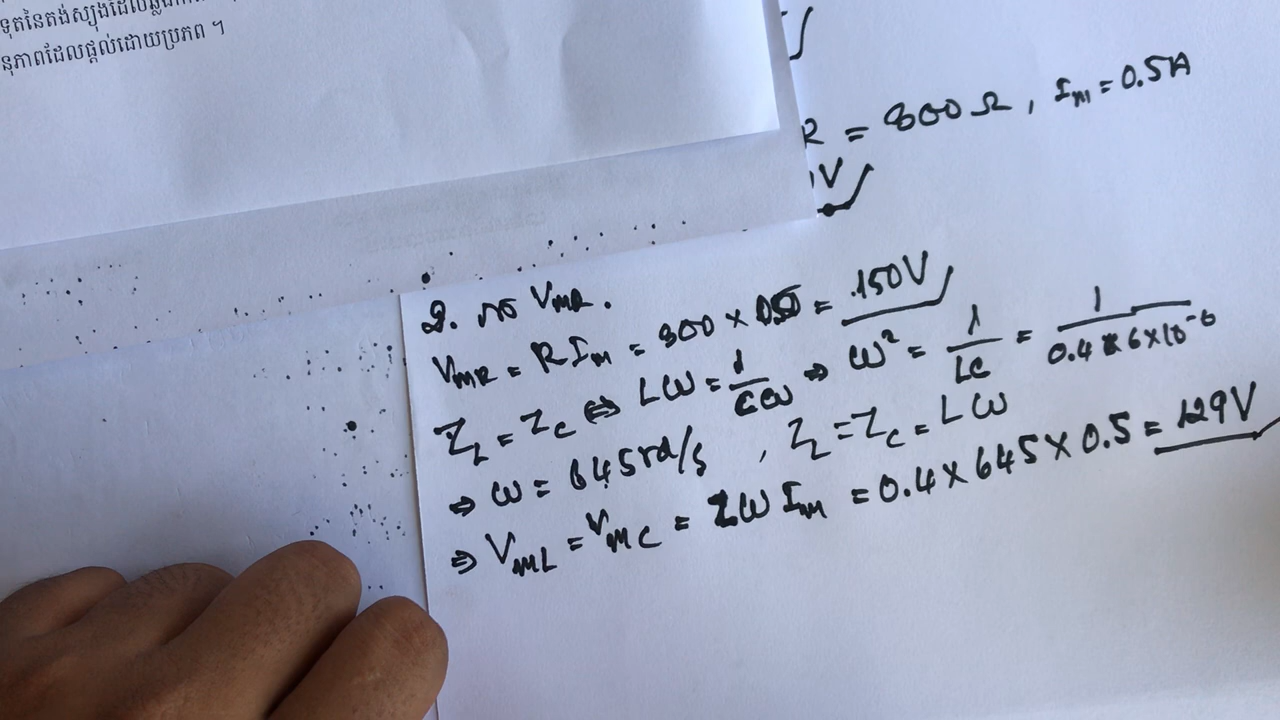 នុភាពដែលផ្តល់ដោយប្រភព ។
R = 300 Ω , Im = 0.5A
V
2. រក VmR .
VmR = R Im = 300 × 0.5 = 150V
ZL = Zc ⇔ Lω = 1/Cω ⇒ ω² = 1/LC = 1/0.4 × 6×10⁻⁶
⇒ ω = 645 rd/s , ZL = Zc = Lω
⇒ VmL = VmC = Lω Im = 0.4 × 645 × 0.5 = 129V